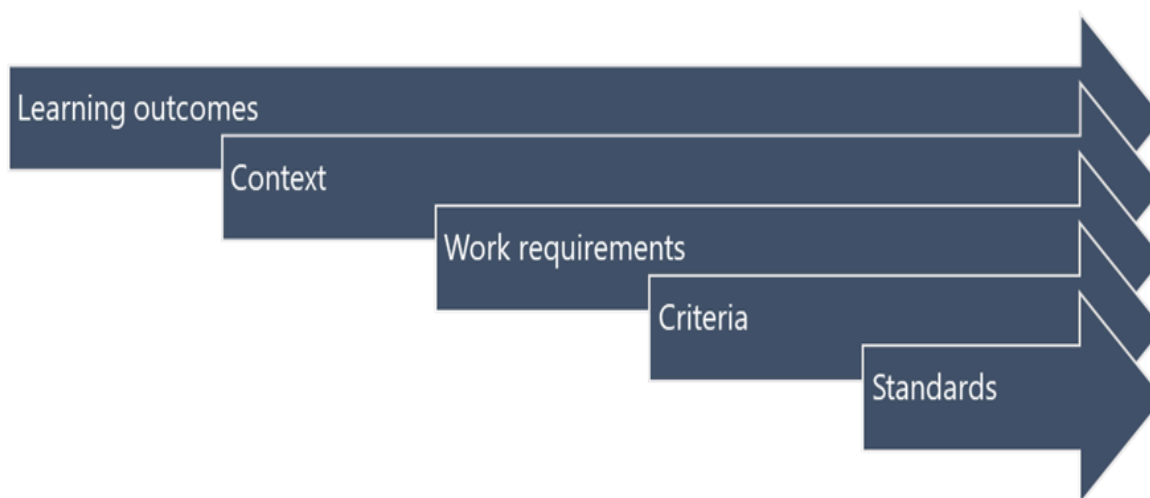 Learning outcomes
Context
Work requirements
Criteria
Standards